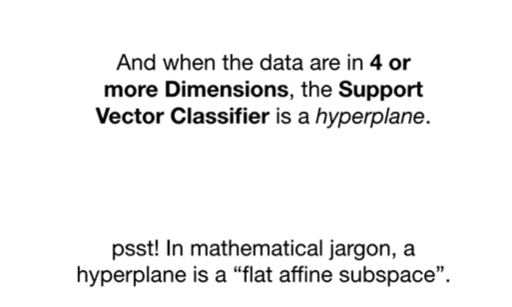 And when the data are in 4 or
more Dimensions, the Support
Vector Classifier is a hyperplane.
psst! In mathematical jargon, a
hyperplane is a “flat affine subspace”.